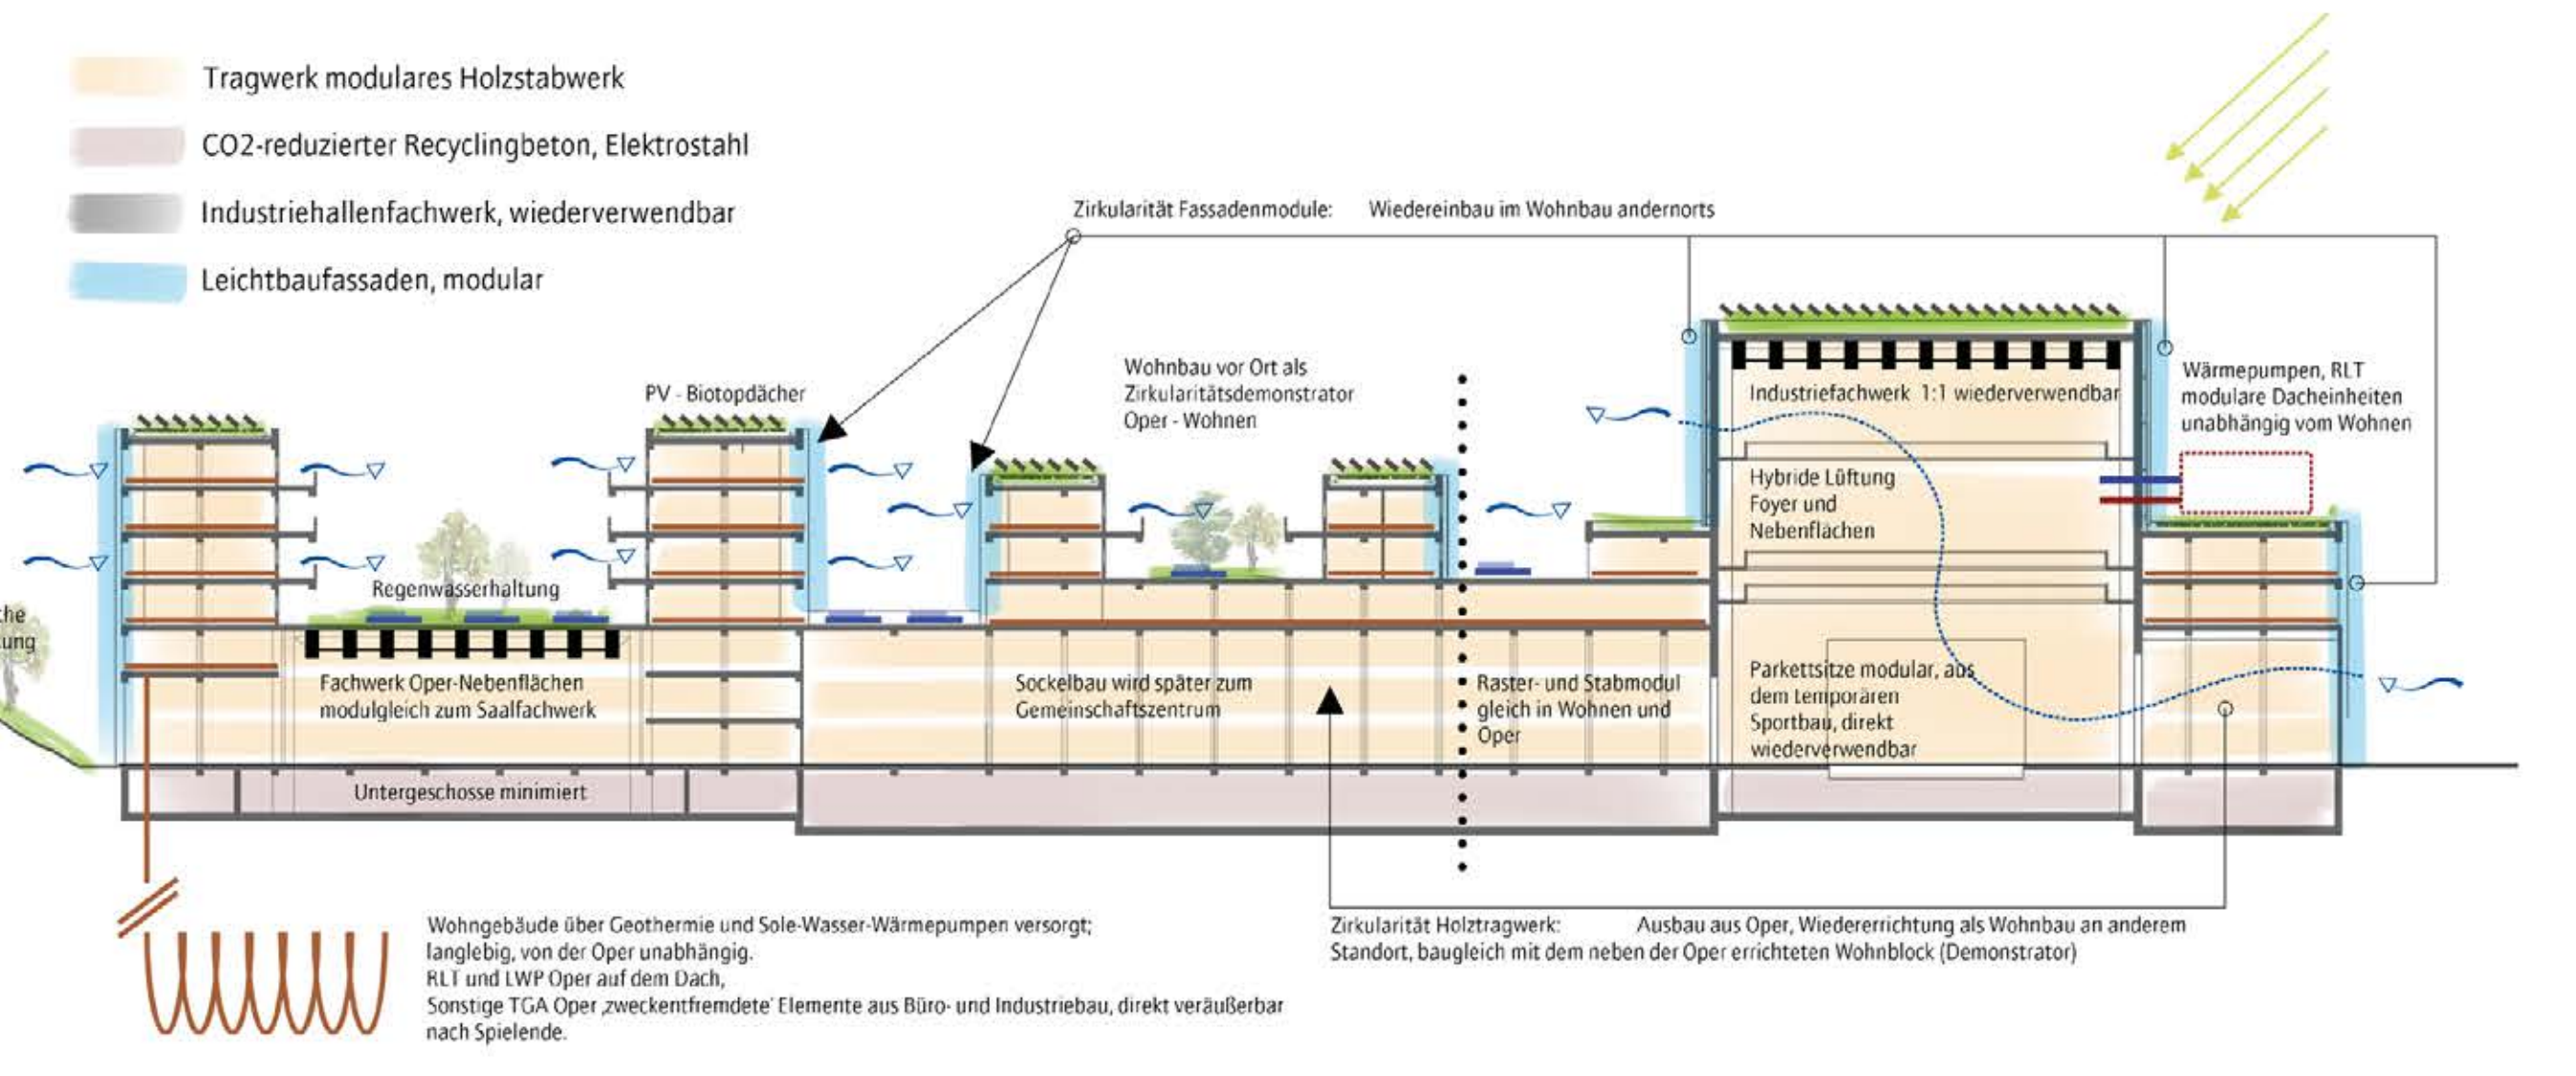 Tragwerk modulares Holzstabwerk
CO2-reduzierter Recyclingbeton, Elektrostahl
Industriehallenfachwerk, wiederverwendbar
Leichtbaufassaden, modular
Zirkularität Fassadenmodule: Wiedereinbau im Wohnbau andernorts
PV - Biotopdächer
Wohnbau vor Ort als
Zirkularitätsdemonstrator
Oper - Wohnen
Wärmepumpen, RLT
modulare Dacheinheiten
unabhängig vom Wohnen
Industriefachwerk 1:1 wiederverwendbar
Hybride Lüftung
Foyer und
Nebenflächen
Regenwasserhaltung
Fachwerk Oper-Nebenflächen
modulgleich zum Saalfachwerk
Sockelbau wird später zum
Gemeinschaftszentrum
Raster- und Stabmodul
gleich in Wohnen und
Oper
Parkettsitze modular, aus
dem temporären
Sportbau, direkt
wiederverwendbar
Untergeschosse minimiert
Wohngebäude über Geothermie und Sole-Wasser-Wärmepumpen versorgt;
langlebig, von der Oper unabhängig.
RLT und LWP Oper auf dem Dach,
Sonstige TGA Oper ‚zweckentfremdete' Elemente aus Büro- und Industriebau, direkt veräußerbar
nach Spielende.
Zirkularität Holztragwerk: Ausbau aus Oper, Wiedererrichtung als Wohnbau an anderem
Standort, baugleich mit dem neben der Oper errichteten Wohnblock (Demonstrator)